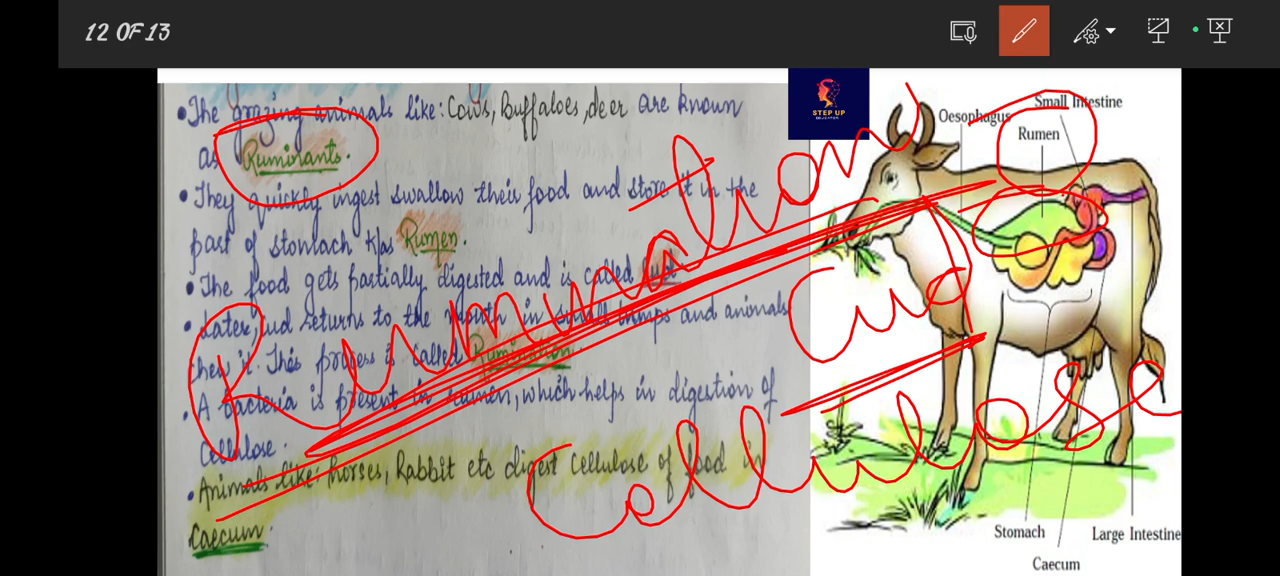 12 OF 13
• The grazing animals like: Cows, Buffaloes, deer are known
as Ruminants.
• They quickly ingest swallow their food and store it in the
part of stomach k/as Rumen.
• The food gets partially digested and is called Cud
• Later, cud returns to the mouth in small lumps and animals
chew it. This process is called Rumination
• A bacteria is present in rumen, which helps in digestion of
Cellulose.
• Animals like: horses, Rabbit etc digest Cellulose of food in
Caecum.
STEP UP
Small Intestine
Oesophagus
Rumen
Stomach
Large Intestine
Caecum
Rumination
Cud
Cellulose